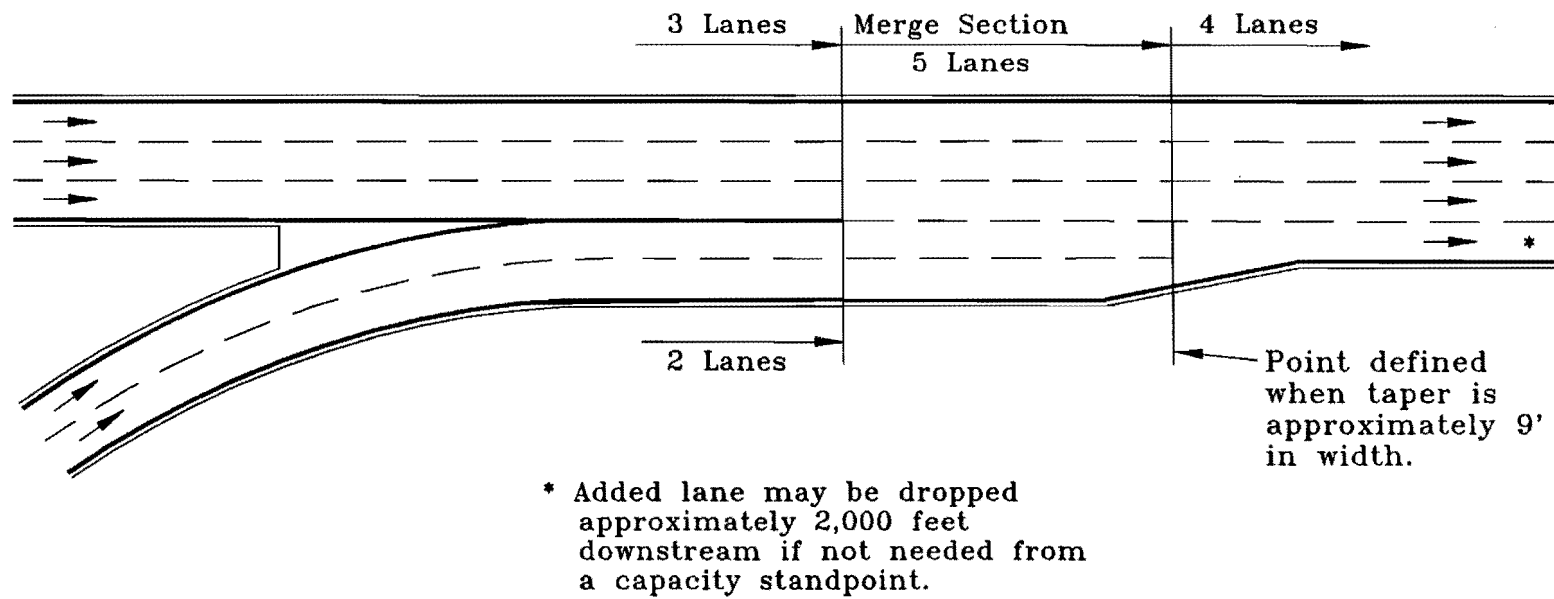 3 Lanes
Merge Section
4 Lanes
5 Lanes
*
2 Lanes
Point defined
when taper is
approximately 9'
in width.
* Added lane may be dropped
approximately 2,000 feet
downstream if not needed from
a capacity standpoint.